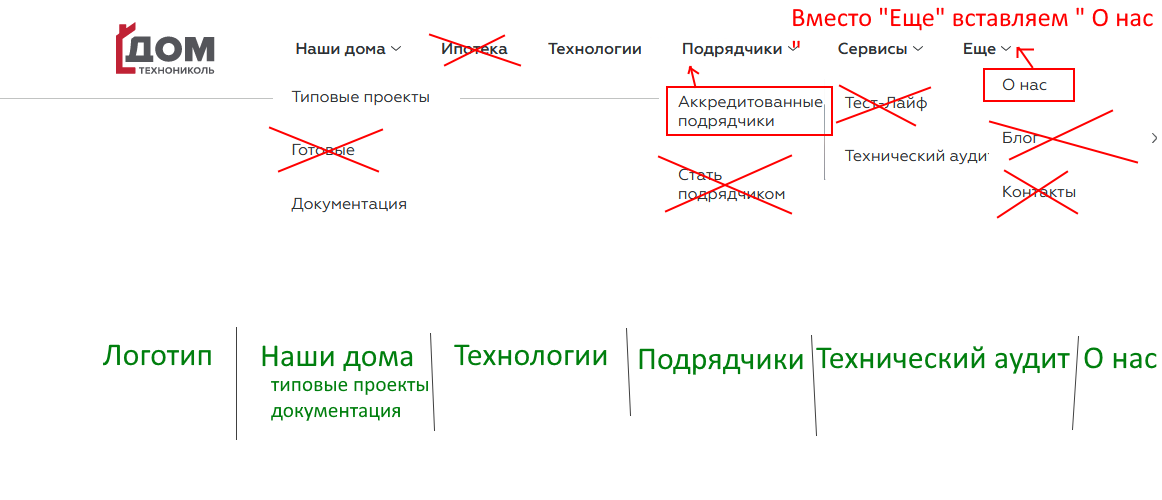 Вместо "Еще" вставляем " О нас
"
ДОМ
ТЕХНОНИКОЛЬ
Наши дома Ипотека Технологии Подрядчики Сервисы Еще
Типовые проекты
Готовые
Документация
Аккредитованные
подрядчики
Стать
подрядчиком
Тест-Лайф
Технический аудит
О нас
Блог
Контакты
Логотип
Наши дома
типовые проекты
документация
Технологии
Подрядчики
Технический аудит
О нас